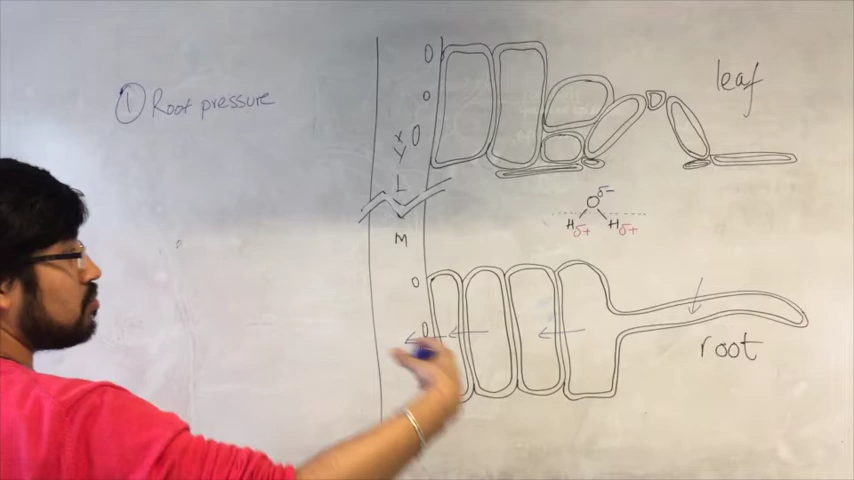 ① Root pressure
leaf
X
Y
L
M
O δ-
H δ+ H δ+
root